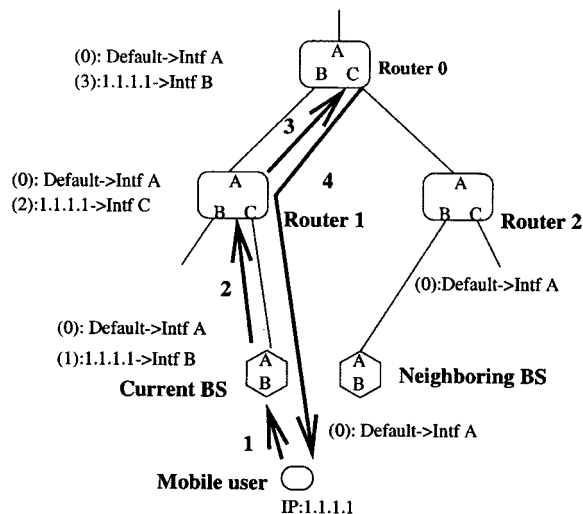 A
B C
Router 0
(0): Default->Intf A
(3):1.1.1.1->Intf B
3
4
(0): Default->Intf A
(2):1.1.1.1->Intf C
A
B C
Router 1
A
B C
Router 2
2
(0):Default->Intf A
(0): Default->Intf A
(1):1.1.1.1->Intf B
A
B
Current BS
A
B
Neighboring BS
1
(0): Default->Intf A
Mobile user
IP:1.1.1.1